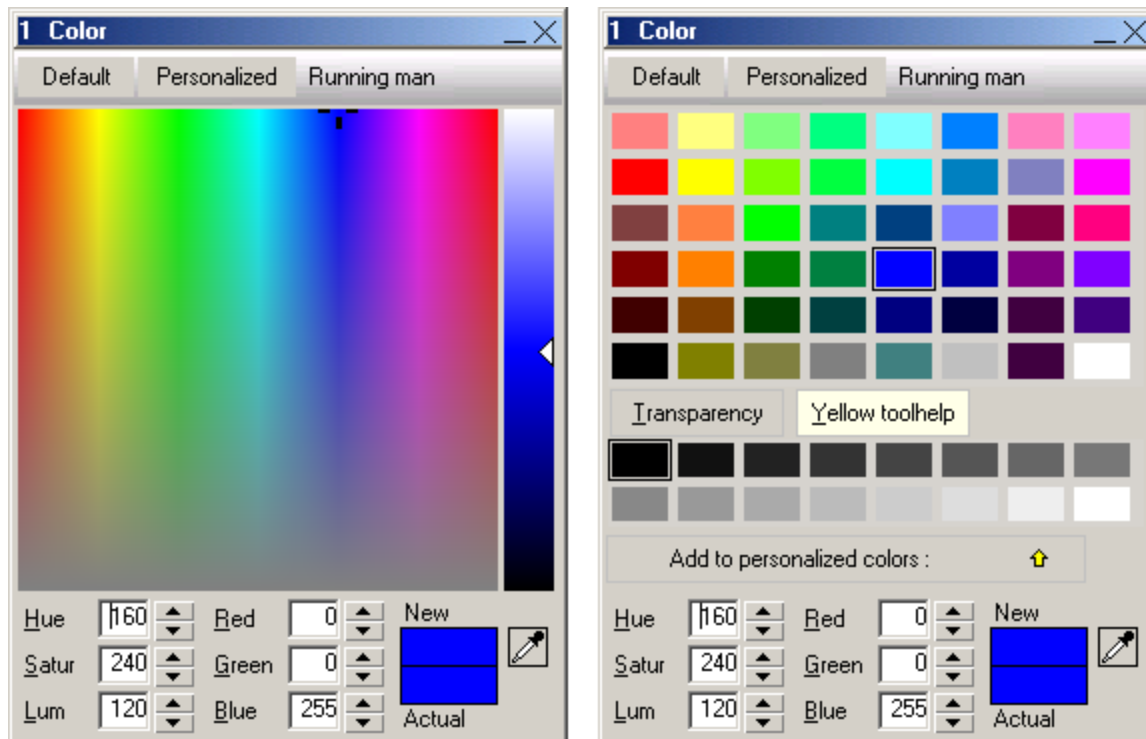 1 Color
Default Personalized Running man
Hue 160 Red 0 New
Satur 240 Green 0
Lum 120 Blue 255 Actual
1 Color
Default Personalized Running man
Transparency Yellow toolhelp
Add to personalized colors :
Hue 160 Red 0 New
Satur 240 Green 0
Lum 120 Blue 255 Actual